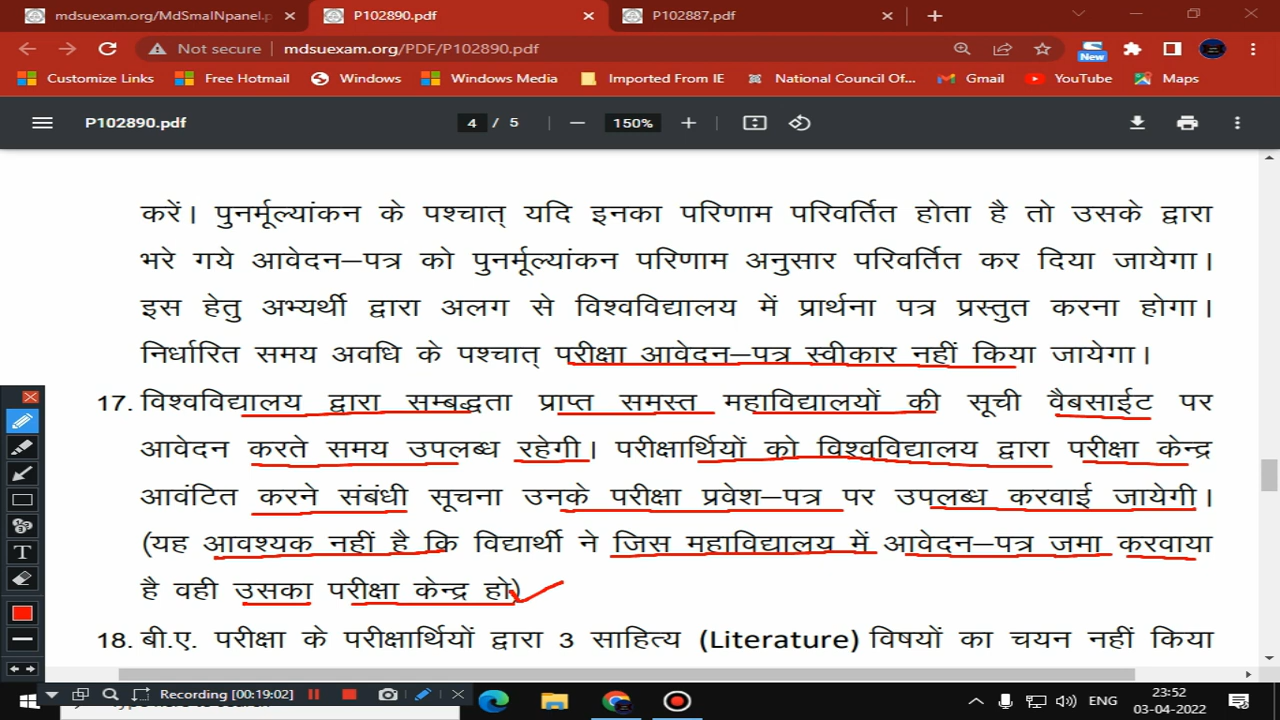 mdsuexam.org/MdSmalNpanel.p
P102890.pdf
P102887.pdf
Not secure
mdsuexam.org/PDF/P102890.pdf
New
Customize Links
Free Hotmail
Windows
Windows Media
Imported From IE
National Council Of...
Gmail
YouTube
Maps
P102890.pdf
4 / 5
150%
करें। पुनर्मूल्यांकन के पश्चात् यदि इनका परिणाम परिवर्तित होता है तो उसके द्वारा
भरे गये आवेदन–पत्र को पुनर्मूल्यांकन परिणाम अनुसार परिवर्तित कर दिया जायेगा।
इस हेतु अभ्यर्थी द्वारा अलग से विश्वविद्यालय में प्रार्थना पत्र प्रस्तुत करना होगा।
निर्धारित समय अवधि के पश्चात् परीक्षा आवेदन–पत्र स्वीकार नहीं किया जायेगा।
17. विश्वविद्यालय द्वारा सम्बद्धता प्राप्त समस्त महाविद्यालयों की सूची वैबसाईट पर
आवेदन करते समय उपलब्ध रहेगी। परीक्षार्थियों को विश्वविद्यालय द्वारा परीक्षा केन्द्र
आवंटित करने संबंधी सूचना उनके परीक्षा प्रवेश–पत्र पर उपलब्ध करवाई जायेगी।
(यह आवश्यक नहीं है कि विद्यार्थी ने जिस महाविद्यालय में आवेदन–पत्र जमा करवाया
है वही उसका परीक्षा केन्द्र हो)
18. बी.ए. परीक्षा के परीक्षार्थियों द्वारा 3 साहित्य (Literature) विषयों का चयन नहीं किया
T
Recording [00:19:02]
ENG
23:52
03-04-2022